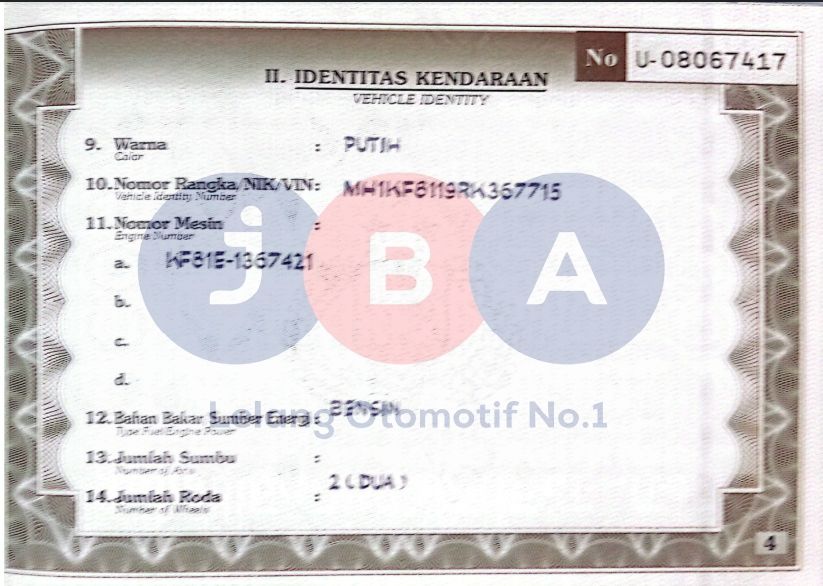 No U-08067417
II. IDENTITAS KENDARAAN
VEHICLE IDENTITY
9. Warna : PUTIH
Color
10. Nomor Rangka/NIK/VIN : MH1KF8119RK367715
Vehicle Identity Number
11. Nomor Mesin :
Engine Number
a. KF81E-1367421
b.
c.
d.
12. Bahan Bakar Sumber Energi : BENSIN
Type Fuel/Engine Power
13. Jumlah Sumbu :
Number of Axis
14. Jumlah Roda : 2 ( DUA )
Number of Wheels
JBA
Lelang Otomotif No.1
4